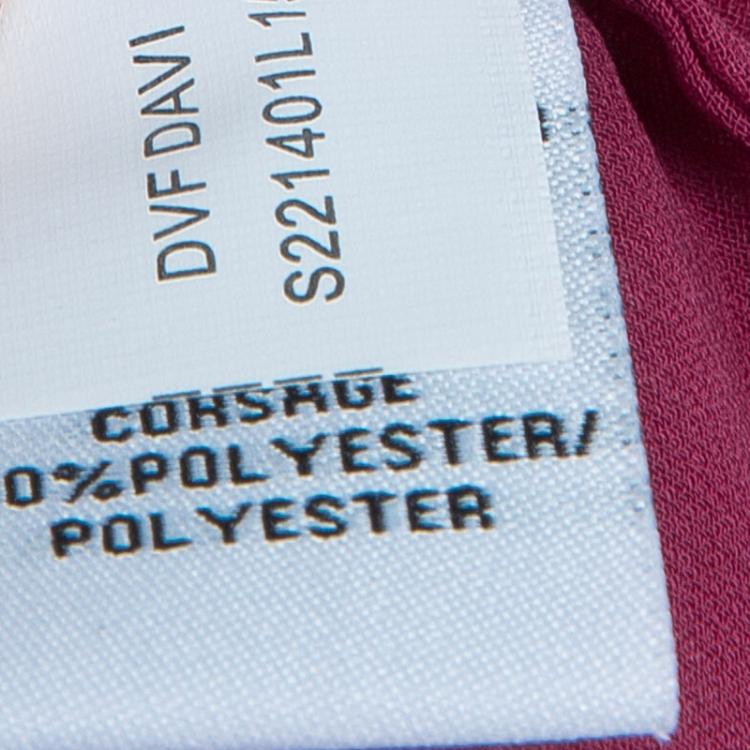 DVF DAVI
S221401L1
CORSAGE
0%POLYESTER/
POLYESTER